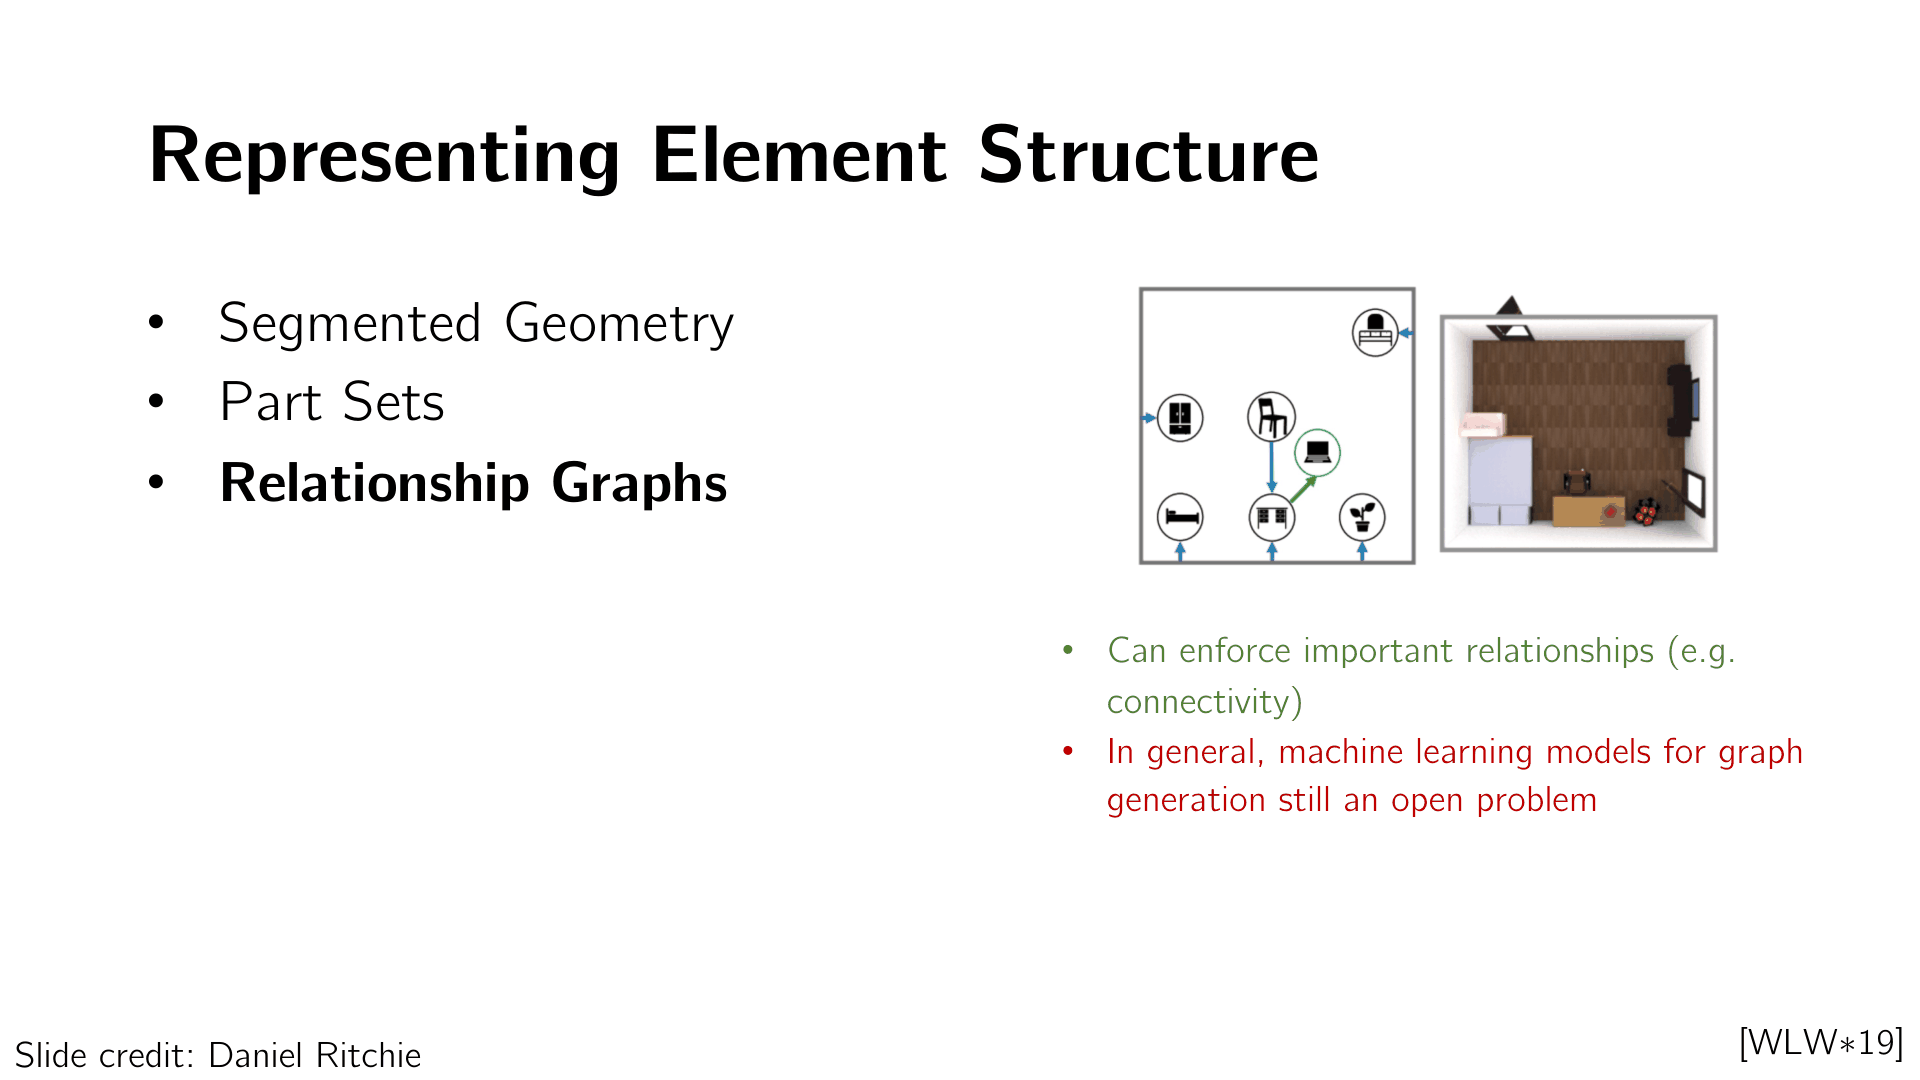 Representing Element Structure
• Segmented Geometry
• Part Sets
• Relationship Graphs
• Can enforce important relationships (e.g.
connectivity)
• In general, machine learning models for graph
generation still an open problem
Slide credit: Daniel Ritchie
[WLW*19]